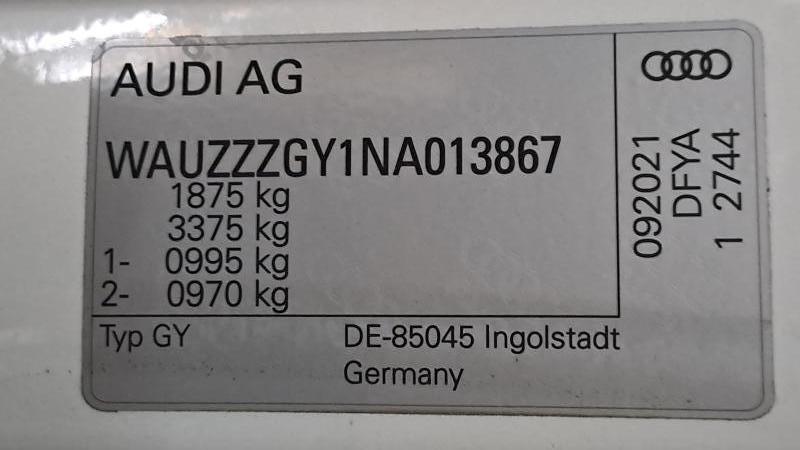 AUDI AG
WAUZZZGY1NA013867
1875 kg
3375 kg
1- 0995 kg
2- 0970 kg
Typ GY DE-85045 Ingolstadt
Germany
092021
DFYA
1 2744